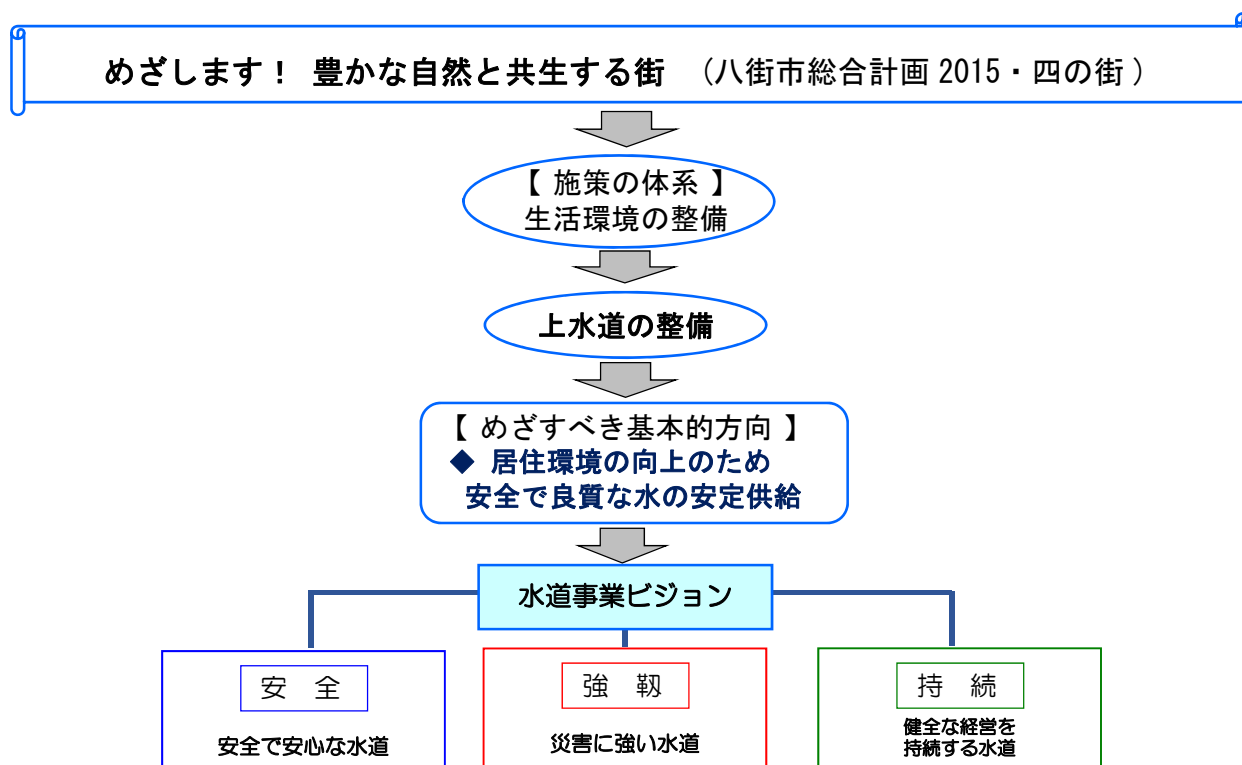 めざします！ 豊かな自然と共生する街 （八街市総合計画 2015・四の街）
【 施策の体系 】
生活環境の整備
上水道の整備
【 めざすべき基本的方向 】
◆ 居住環境の向上のため
安全で良質な水の安定供給
水道事業ビジョン
安 全
安全で安心な水道
強 靱
災害に強い水道
持 続
健全な経営を
持続する水道